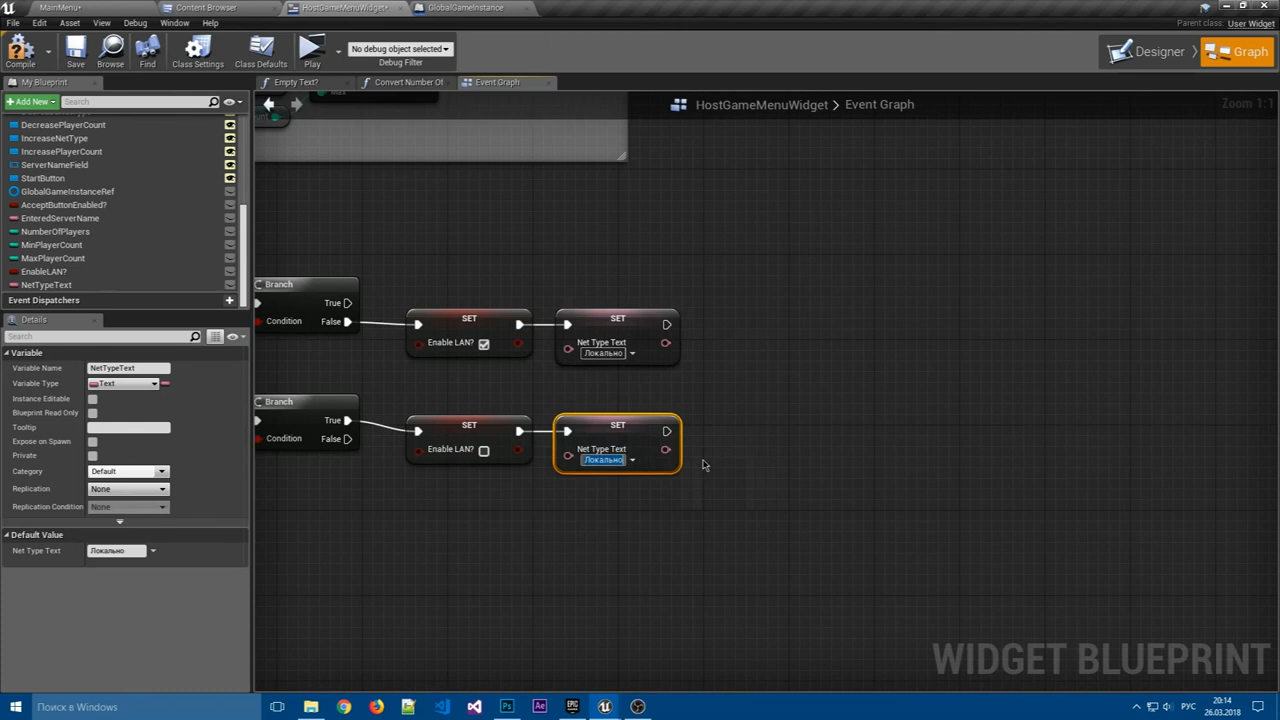 MainMenu•
Content Browser
HostGameMenuWidget•
GlobalGameInstance
File Edit Asset View Debug Window Help
Parent class: User Widget
Compile
Save
Browse
Find
Class Settings
Class Defaults
Play
No debug object selected
Debug Filter
Designer
Graph
My Blueprint
Empty Text?
Convert Number Of
Event Graph
Add New
Search
HostGameMenuWidget > Event Graph
Zoom 1:1
DecreasePlayerCount
IncreaseNetType
IncreasePlayerCount
ServerNameField
StartButton
GlobalGameInstanceRef
AcceptButtonEnabled?
EnteredServerName
NumberOfPlayers
MinPlayerCount
MaxPlayerCount
EnableLAN?
NetTypeText
Event Dispatchers
Max
Branch
True
Condition False
SET
Enable LAN?
SET
Net Type Text
Локально
Branch
True
Condition False
SET
Enable LAN?
SET
Net Type Text
Локально
Details
Search
Variable
Variable Name NetTypeText
Variable Type Text
Instance Editable
Blueprint Read Only
Tooltip
Expose on Spawn
Private
Category Default
Replication None
Replication Condition None
Default Value
Net Type Text Локально
WIDGET BLUEPRINT
Поиск в Windows
Ps
Ae
EPIC
РУС
20:14
26.03.2018